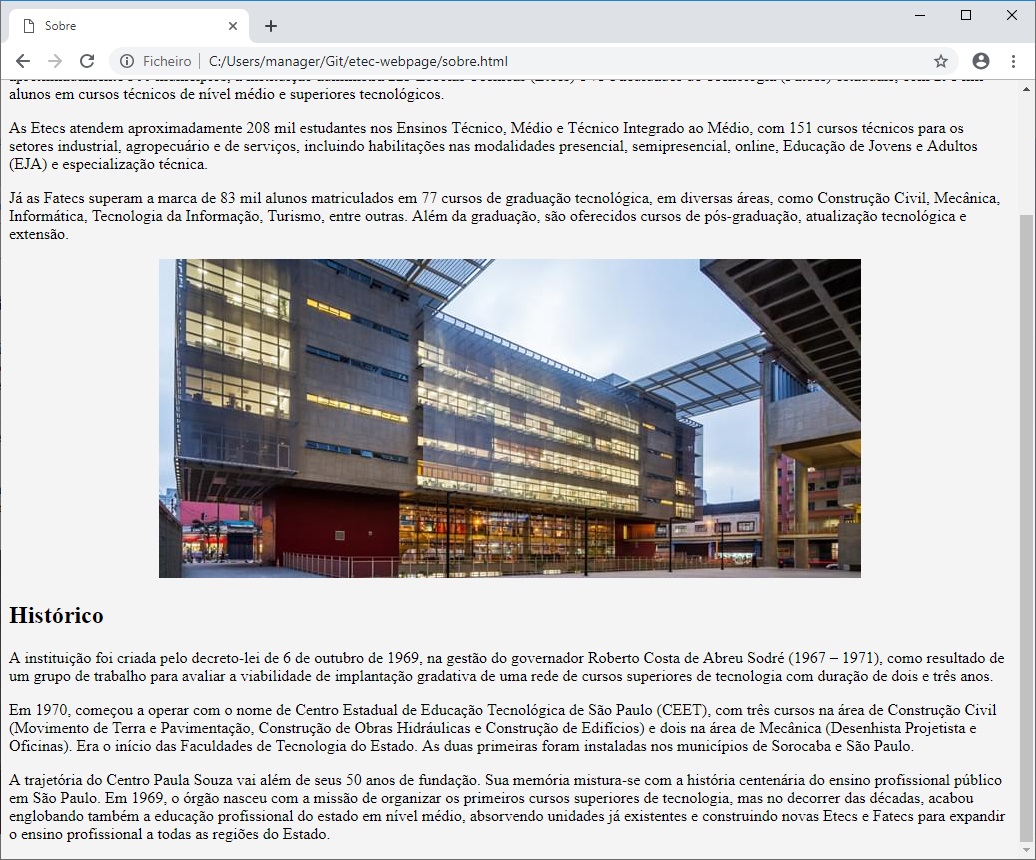 Sobre
Ficheiro
C:/Users/manager/Git/etec-webpage/sobre.html
alunos em cursos técnicos de nível médio e superiores tecnológicos.
As Etecs atendem aproximadamente 208 mil estudantes nos Ensinos Técnico, Médio e Técnico Integrado ao Médio, com 151 cursos técnicos para os
setores industrial, agropecuário e de serviços, incluindo habilitações nas modalidades presencial, semipresencial, online, Educação de Jovens e Adultos
(EJA) e especialização técnica.
Já as Fatecs superam a marca de 83 mil alunos matriculados em 77 cursos de graduação tecnológica, em diversas áreas, como Construção Civil, Mecânica,
Informática, Tecnologia da Informação, Turismo, entre outras. Além da graduação, são oferecidos cursos de pós-graduação, atualização tecnológica e
extensão.
Histórico
A instituição foi criada pelo decreto-lei de 6 de outubro de 1969, na gestão do governador Roberto Costa de Abreu Sodré (1967 – 1971), como resultado de
um grupo de trabalho para avaliar a viabilidade de implantação gradativa de uma rede de cursos superiores de tecnologia com duração de dois e três anos.
Em 1970, começou a operar com o nome de Centro Estadual de Educação Tecnológica de São Paulo (CEET), com três cursos na área de Construção Civil
(Movimento de Terra e Pavimentação, Construção de Obras Hidráulicas e Construção de Edifícios) e dois na área de Mecânica (Desenhista Projetista e
Oficinas). Era o início das Faculdades de Tecnologia do Estado. As duas primeiras foram instaladas nos municípios de Sorocaba e São Paulo.
A trajetória do Centro Paula Souza vai além de seus 50 anos de fundação. Sua memória mistura-se com a história centenária do ensino profissional público
em São Paulo. Em 1969, o órgão nasceu com a missão de organizar os primeiros cursos superiores de tecnologia, mas no decorrer das décadas, acabou
englobando também a educação profissional do estado em nível médio, absorvendo unidades já existentes e construindo novas Etecs e Fatecs para expandir
o ensino profissional a todas as regiões do Estado.